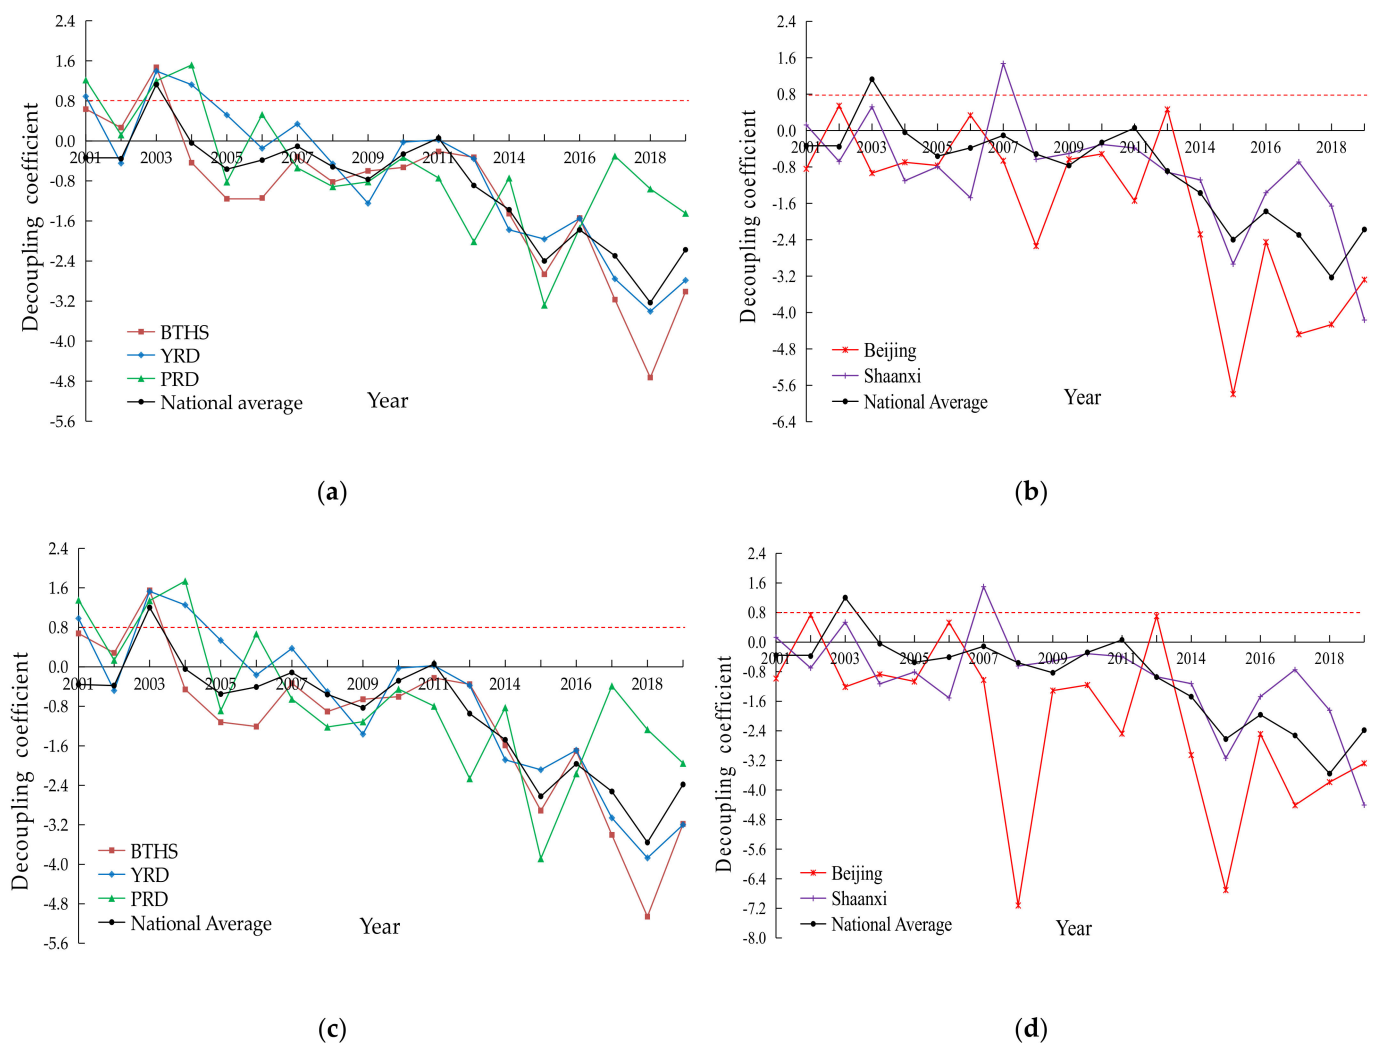 2.4
1.6
0.8
0.0
-0.8
-1.6
-2.4
-3.2
-4.0
-4.8
-5.6
Decoupling coefficient
2001 2003 2005 2007 2009 2011 2014 2016 2018
BTHS
YRD
PRD
National average
Year
(a)
2.4
1.6
0.8
0.0
-0.8
-1.6
-2.4
-3.2
-4.0
-4.8
-5.6
-6.4
Decoupling coefficient
2001 2003 2005 2007 2009 2011 2014 2016 2018
Beijing
Shaanxi
National Average
Year
(b)
2.4
1.6
0.8
0.0
-0.8
-1.6
-2.4
-3.2
-4.0
-4.8
-5.6
Decoupling coefficient
2001 2003 2005 2007 2009 2011 2014 2016 2018
BTHS
YRD
PRD
National Average
Year
(c)
2.4
1.6
0.8
0.0
-0.8
-1.6
-2.4
-3.2
-4.0
-4.8
-5.6
-6.4
-7.2
-8.0
Decoupling coefficient
2001 2003 2005 2007 2009 2011 2014 2016 2018
Beijing
Shaanxi
National Average
Year
(d)